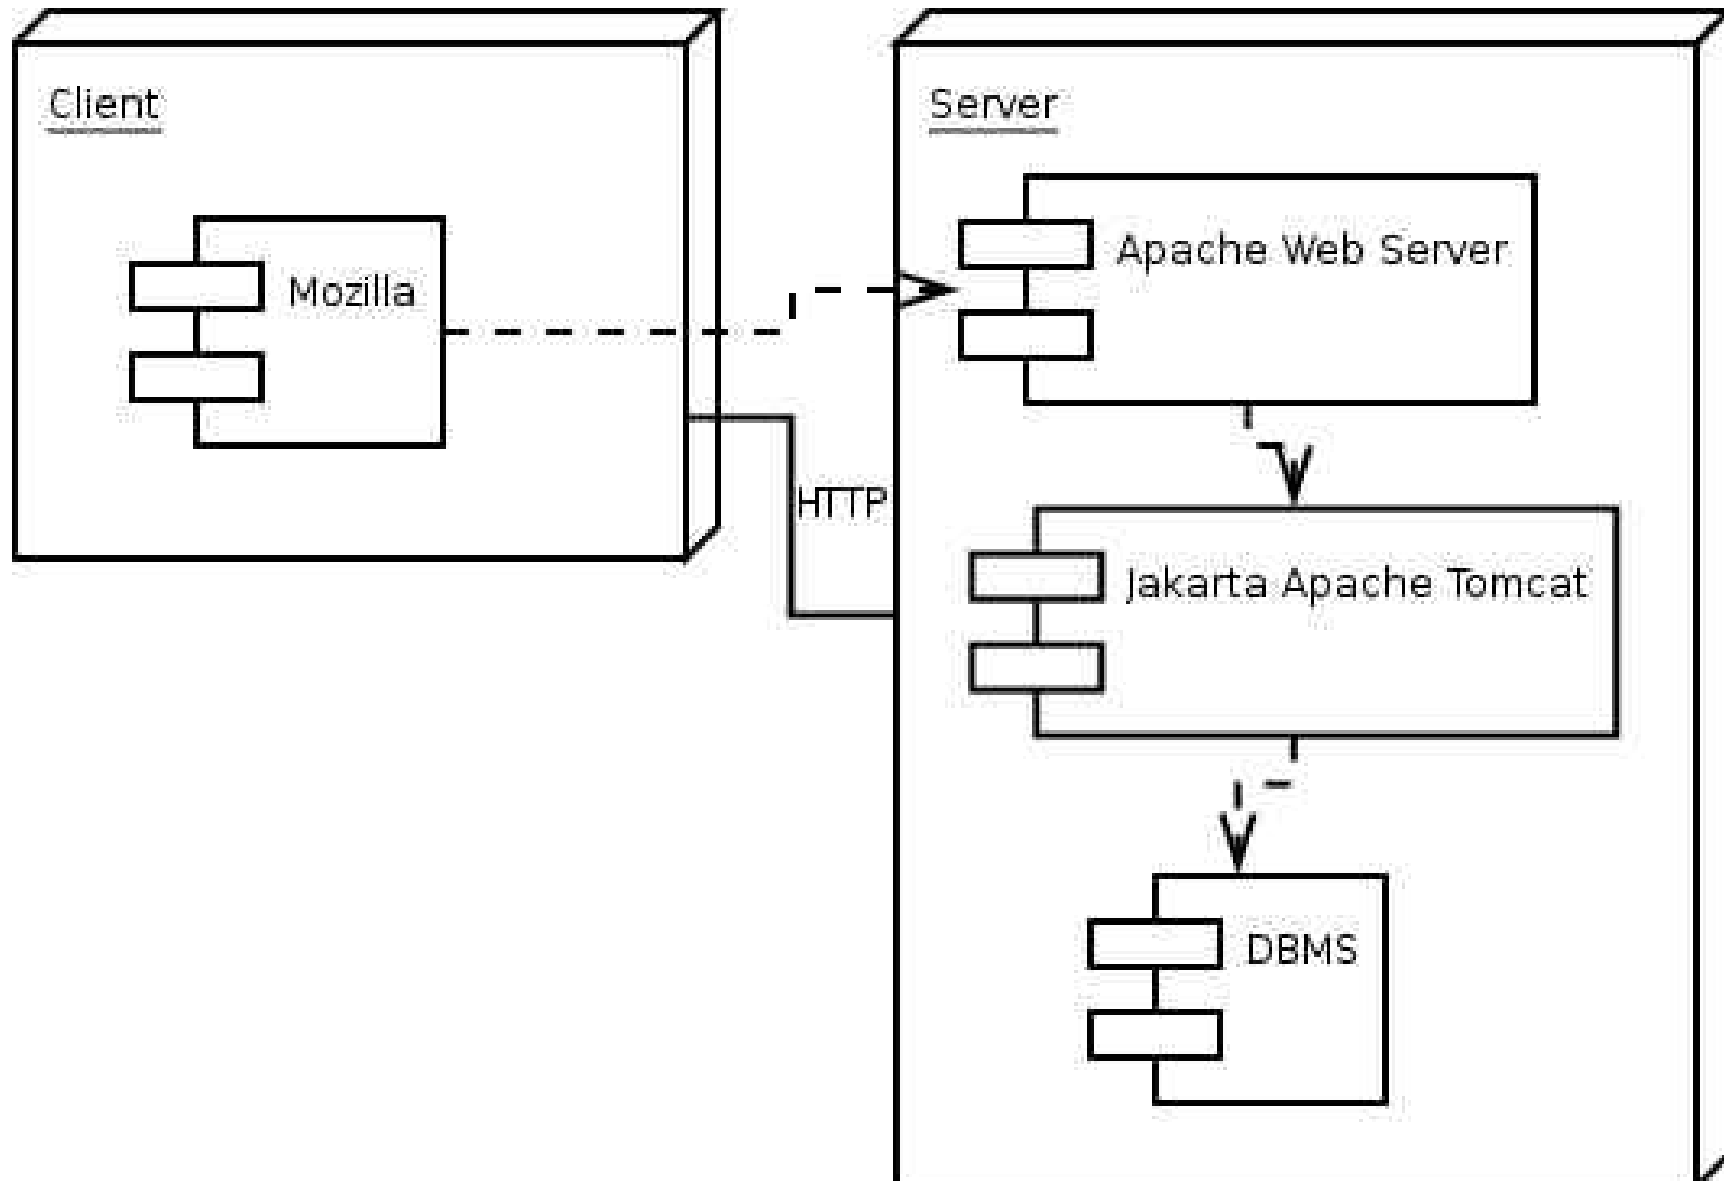 Client
Mozilla
HTTP
Server
Apache Web Server
Jakarta Apache Tomcat
DBMS